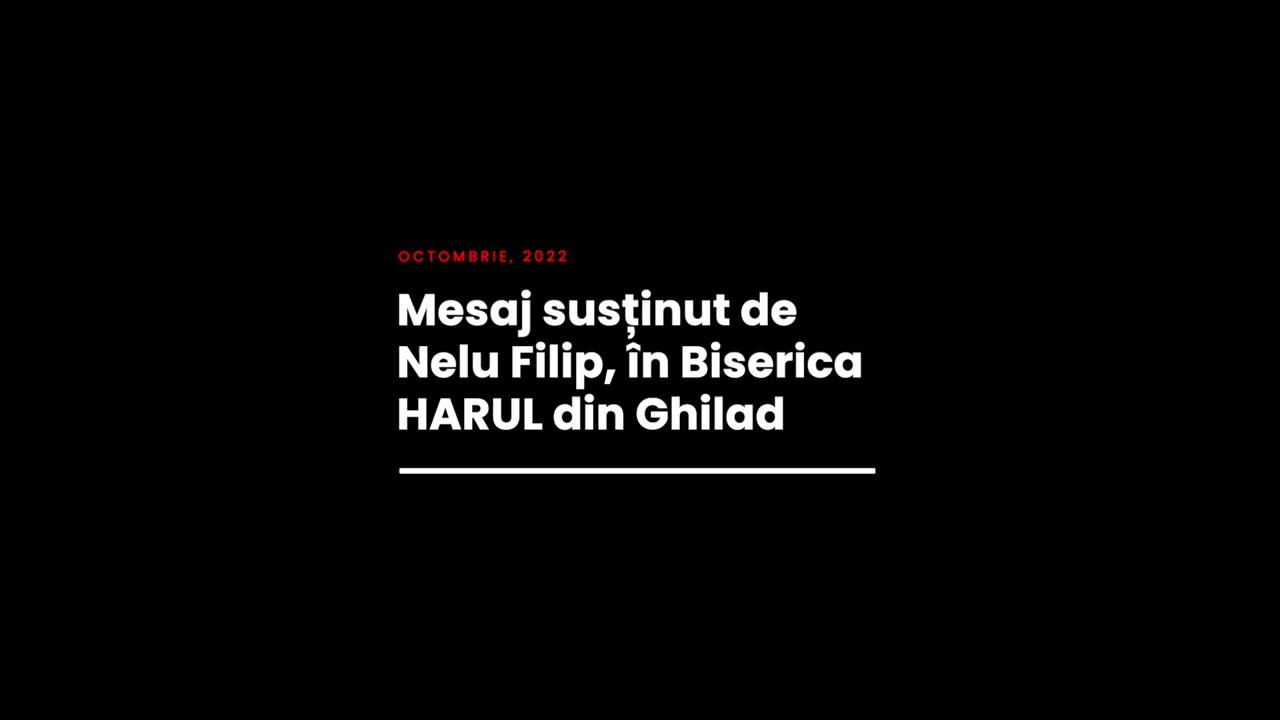 OCTOMBRIE, 2022
Mesaj susținut de
Nelu Filip, în Biserica
HARUL din Ghilad